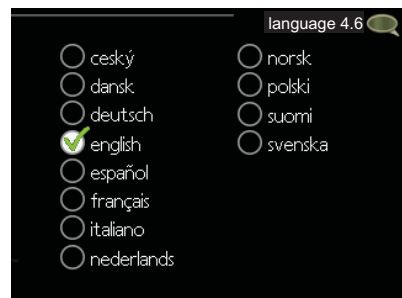 language 4.6
ceský
dansk
deutsch
english
español
français
italiano
nederlands
norsk
polski
suomi
svenska